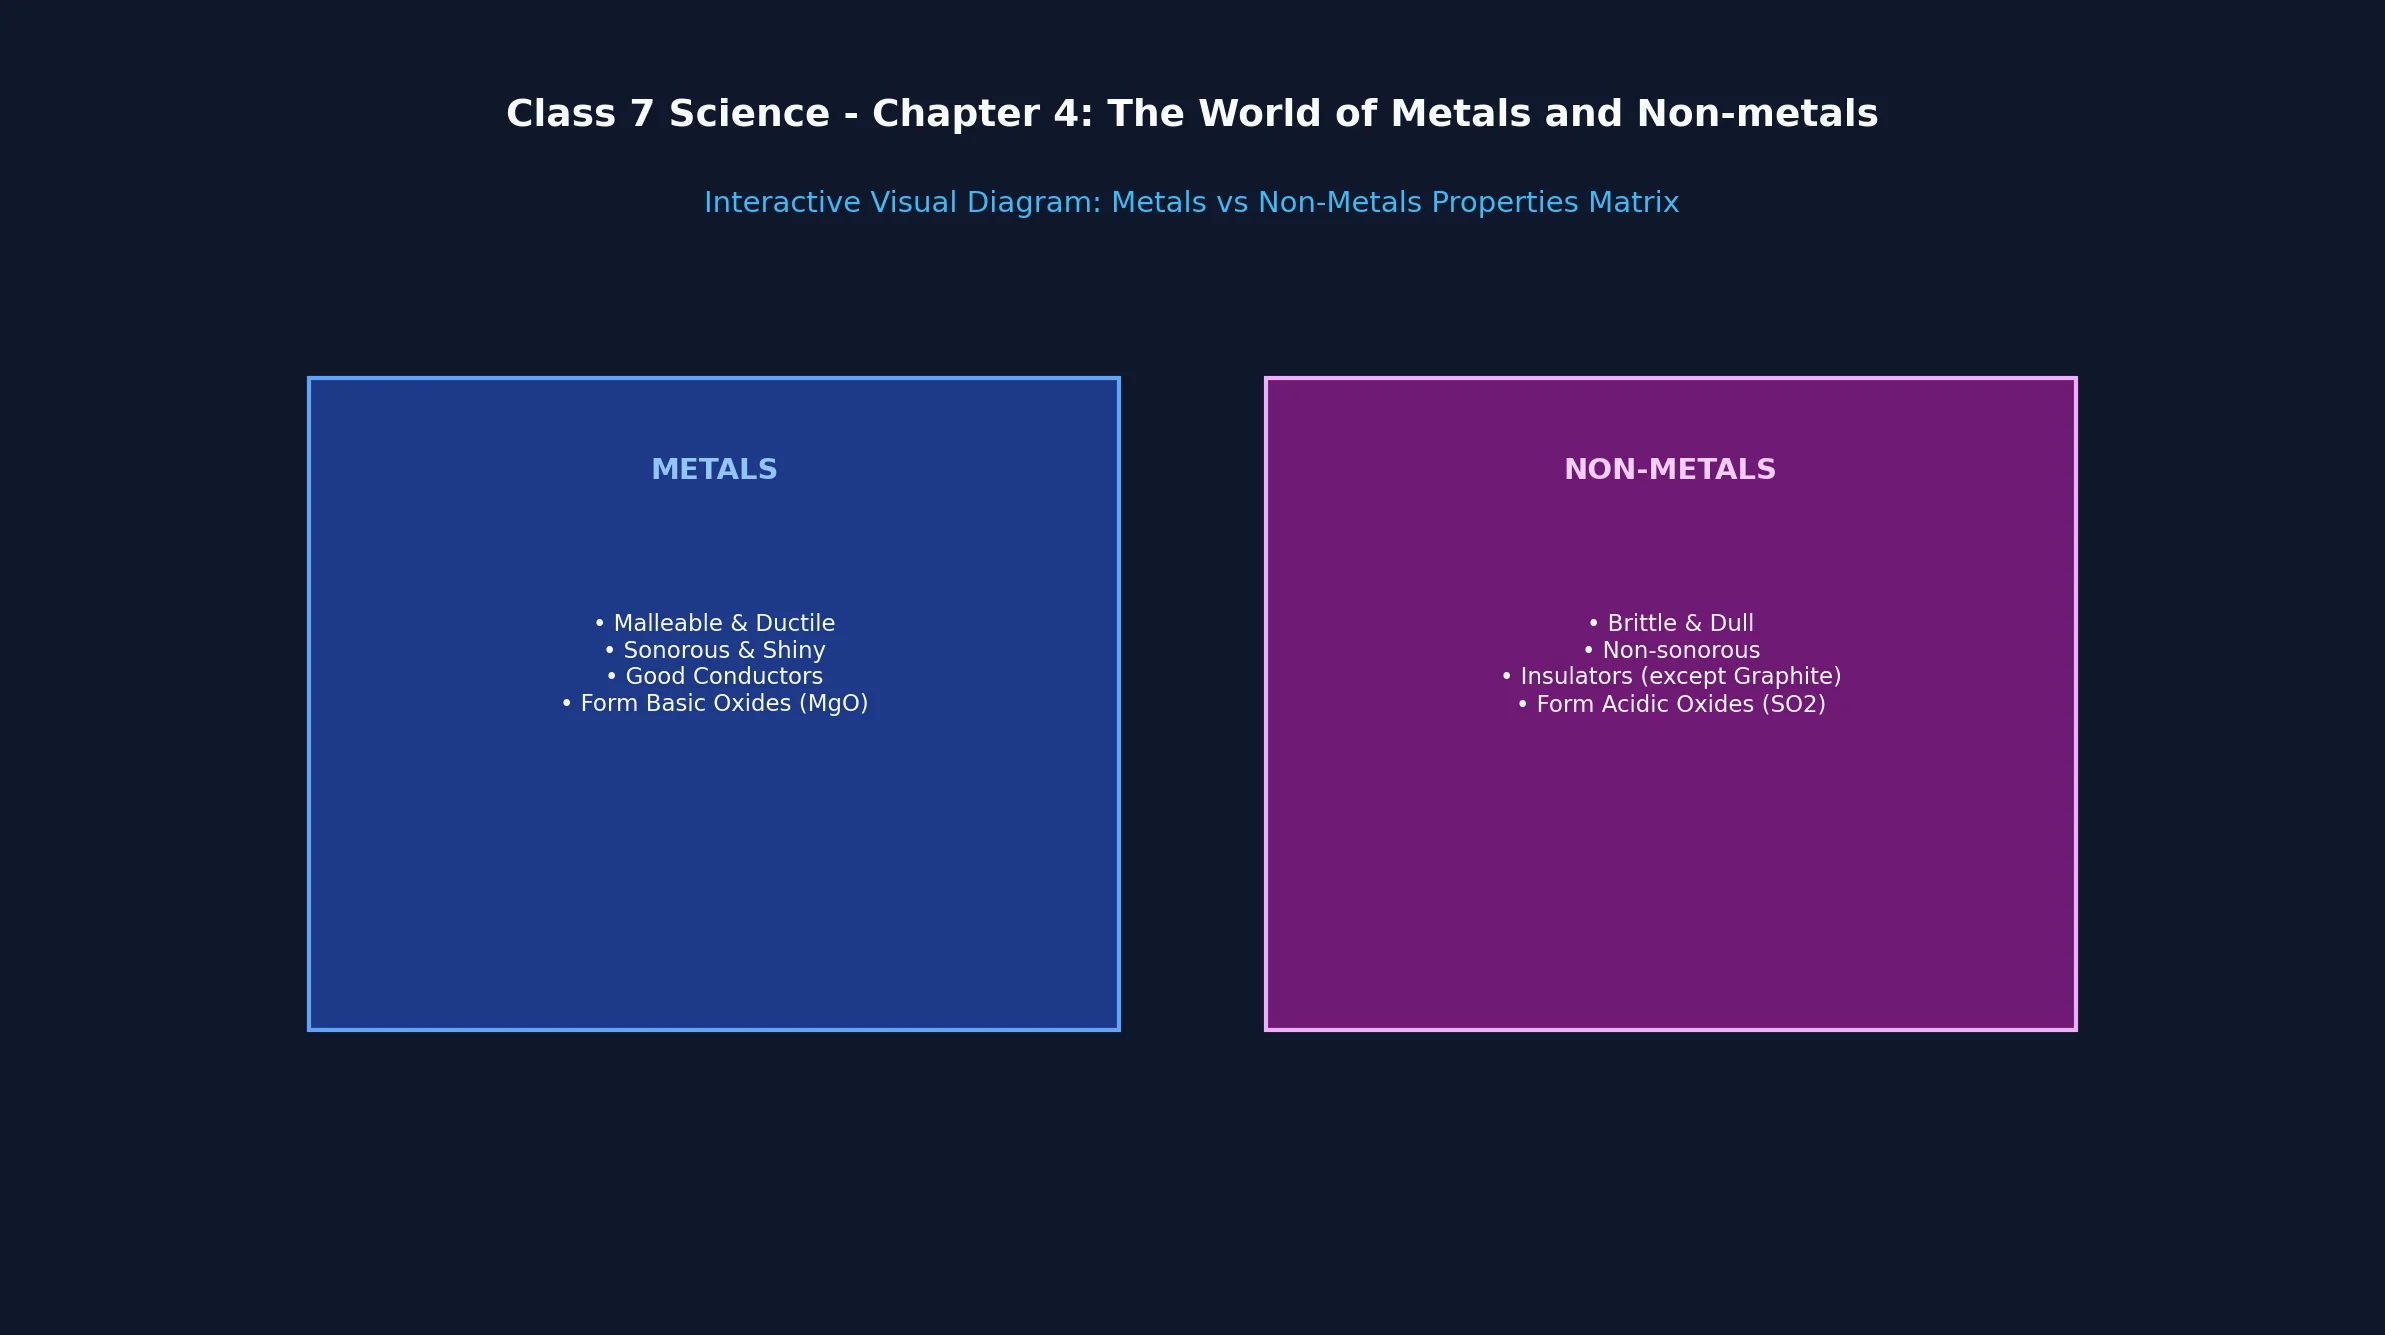 Class 7 Science - Chapter 4: The World of Metals and Non-metals
Interactive Visual Diagram: Metals vs Non-Metals Properties Matrix
METALS
• Malleable & Ductile
• Sonorous & Shiny
• Good Conductors
• Form Basic Oxides (MgO)
NON-METALS
• Brittle & Dull
• Non-sonorous
• Insulators (except Graphite)
• Form Acidic Oxides (SO2)